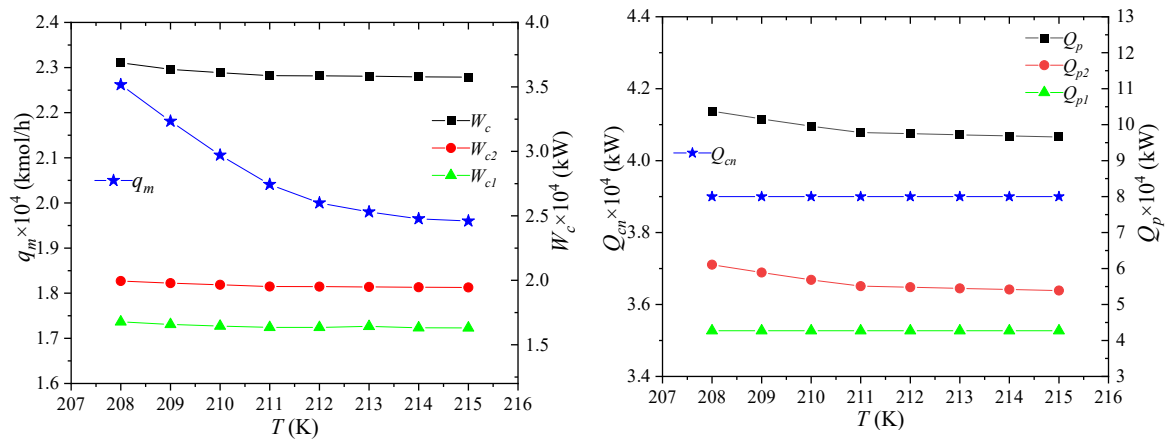 2.4
2.3
2.2
2.1
2.0
1.9
1.8
1.7
1.6
q_m×10^4 (kmol/h)
q_m
W_c
W_c2
W_c1
4.0
3.5
3.0
2.5
2.0
1.5
W_c×10^4 (kW)
207 208 209 210 211 212 213 214 215 216
T (K)
4.4
4.2
4.0
3.8
3.6
3.4
Q_cn×10^4 (kW)
Q_cn
Q_p
Q_p2
Q_p1
13
12
11
10
9
8
7
6
5
4
3
Q_p×10^4 (kW)
207 208 209 210 211 212 213 214 215 216
T (K)